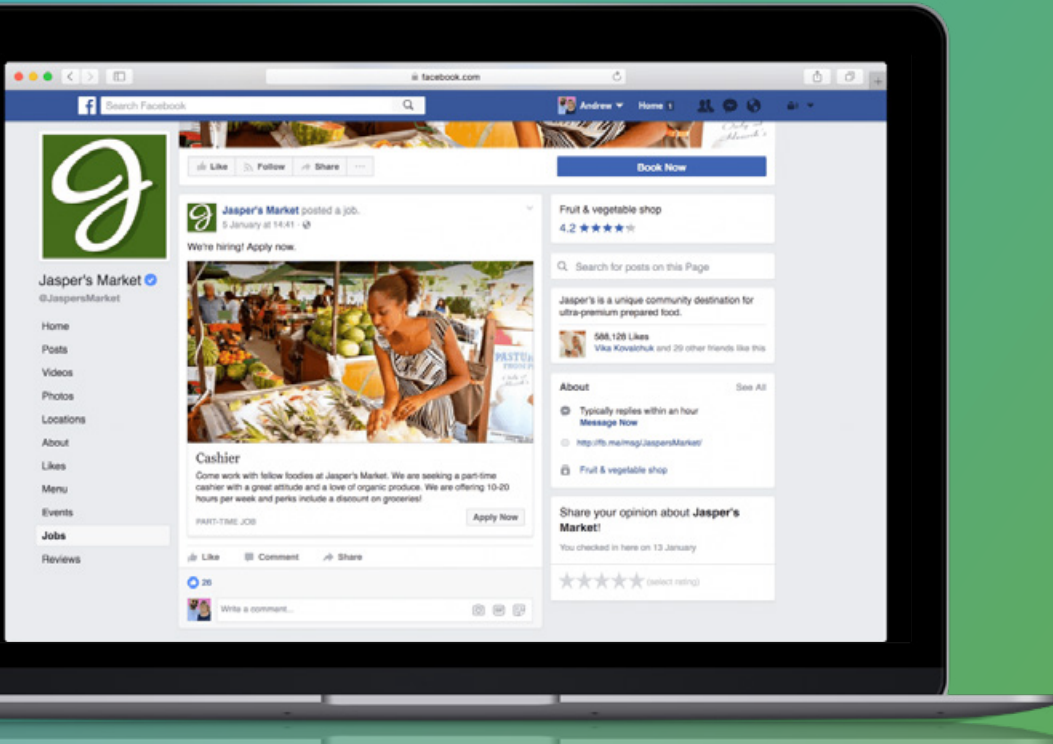 facebook.com
f
Search Facebook
Andrew
Home
Like
Follow
Share
Book Now
Jasper's Market
@JaspersMarket
Home
Posts
Videos
Photos
Locations
About
Likes
Menu
Events
Jobs
Reviews
Jasper's Market posted a job.
5 January at 14:41
We're hiring! Apply now.
PASTU
Cashier
Come work with fellow foodies at Jasper's Market. We are seeking a part-time
cashier with a great attitude and a love of organic produce. We are offering 10-20
hours per week and perks include a discount on groceries!
PART-TIME JOB
Apply Now
Like
Comment
Share
26
Write a comment...
Fruit & vegetable shop
4.2 ★★★★
Search for posts on this Page
Jasper's is a unique community destination for
ultra-premium prepared food.
588,128 Likes
Vika Kovalchuk and 29 other friends like this
About
See All
Typically replies within an hour
Message Now
http://fb.me/msg/JaspersMarket/
Fruit & vegetable shop
Share your opinion about Jasper's
Market!
You checked in here on 13 January
(select rating)